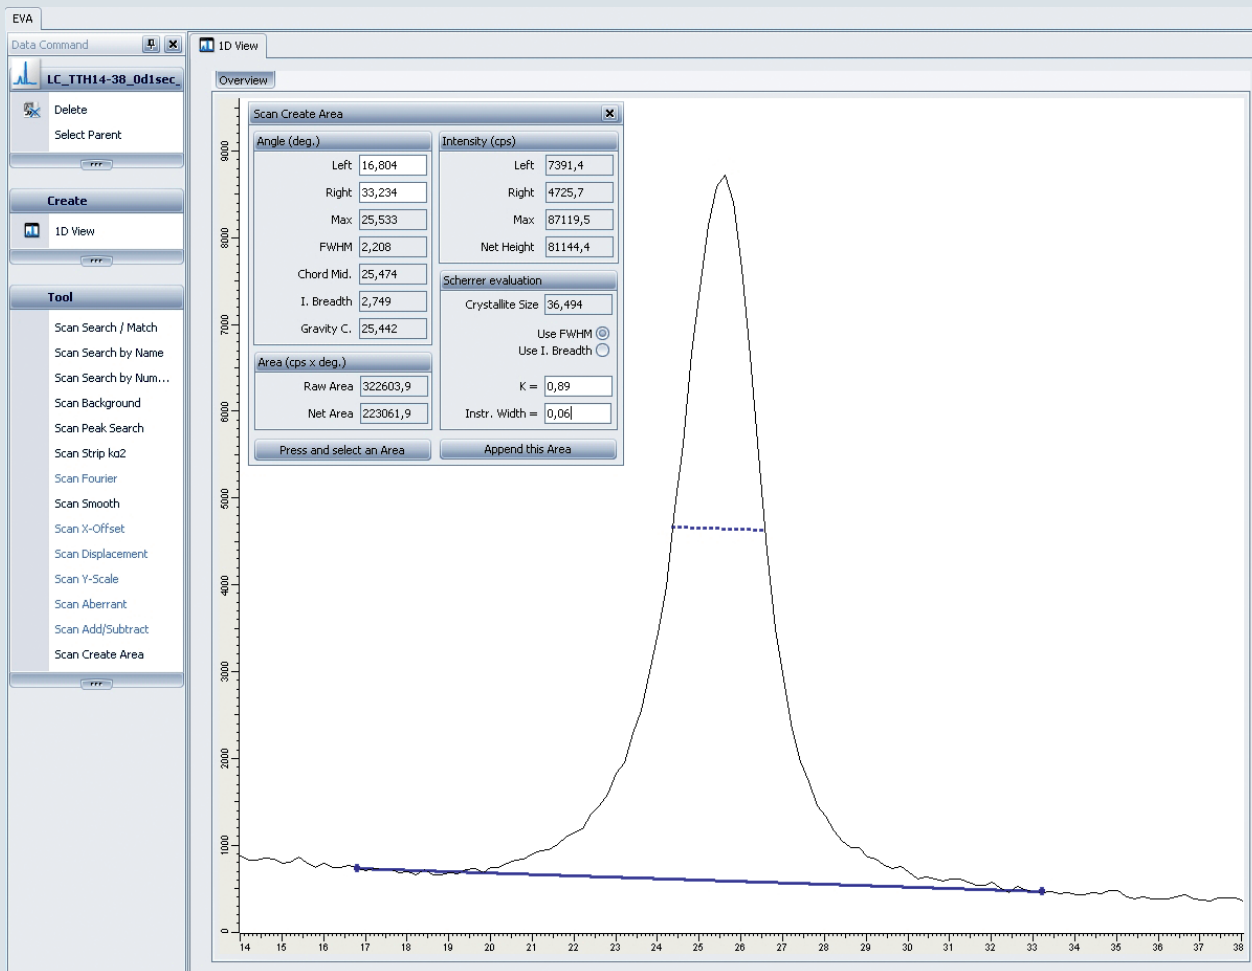 EVA
Data Command
LC_TTH14-38_0d1sec_
Delete
Select Parent
Create
1D View
Tool
Scan Search / Match
Scan Search by Name
Scan Search by Num...
Scan Background
Scan Peak Search
Scan Strip kα2
Scan Fourier
Scan Smooth
Scan X-Offset
Scan Displacement
Scan Y-Scale
Scan Aberrant
Scan Add/Subtract
Scan Create Area
1D View
Overview
Scan Create Area
Angle (deg.)
Left 16,804
Right 33,234
Max 25,533
FWHM 2,208
Chord Mid. 25,474
I. Breadth 2,749
Gravity C. 25,442
Area (cps x deg.)
Raw Area 322603,9
Net Area 223061,9
Press and select an Area
Intensity (cps)
Left 7391,4
Right 4725,7
Max 87119,5
Net Height 81144,4
Scherrer evaluation
Crystallite Size 36,494
Use FWHM
Use I. Breadth
K = 0,89
Instr. Width = 0,06
Append this Area
9000
8000
7000
6000
5000
4000
3000
2000
1000
0
14 15 16 17 18 19 20 21 22 23 24 25 26 27 28 29 30 31 32 33 34 35 36 37 38